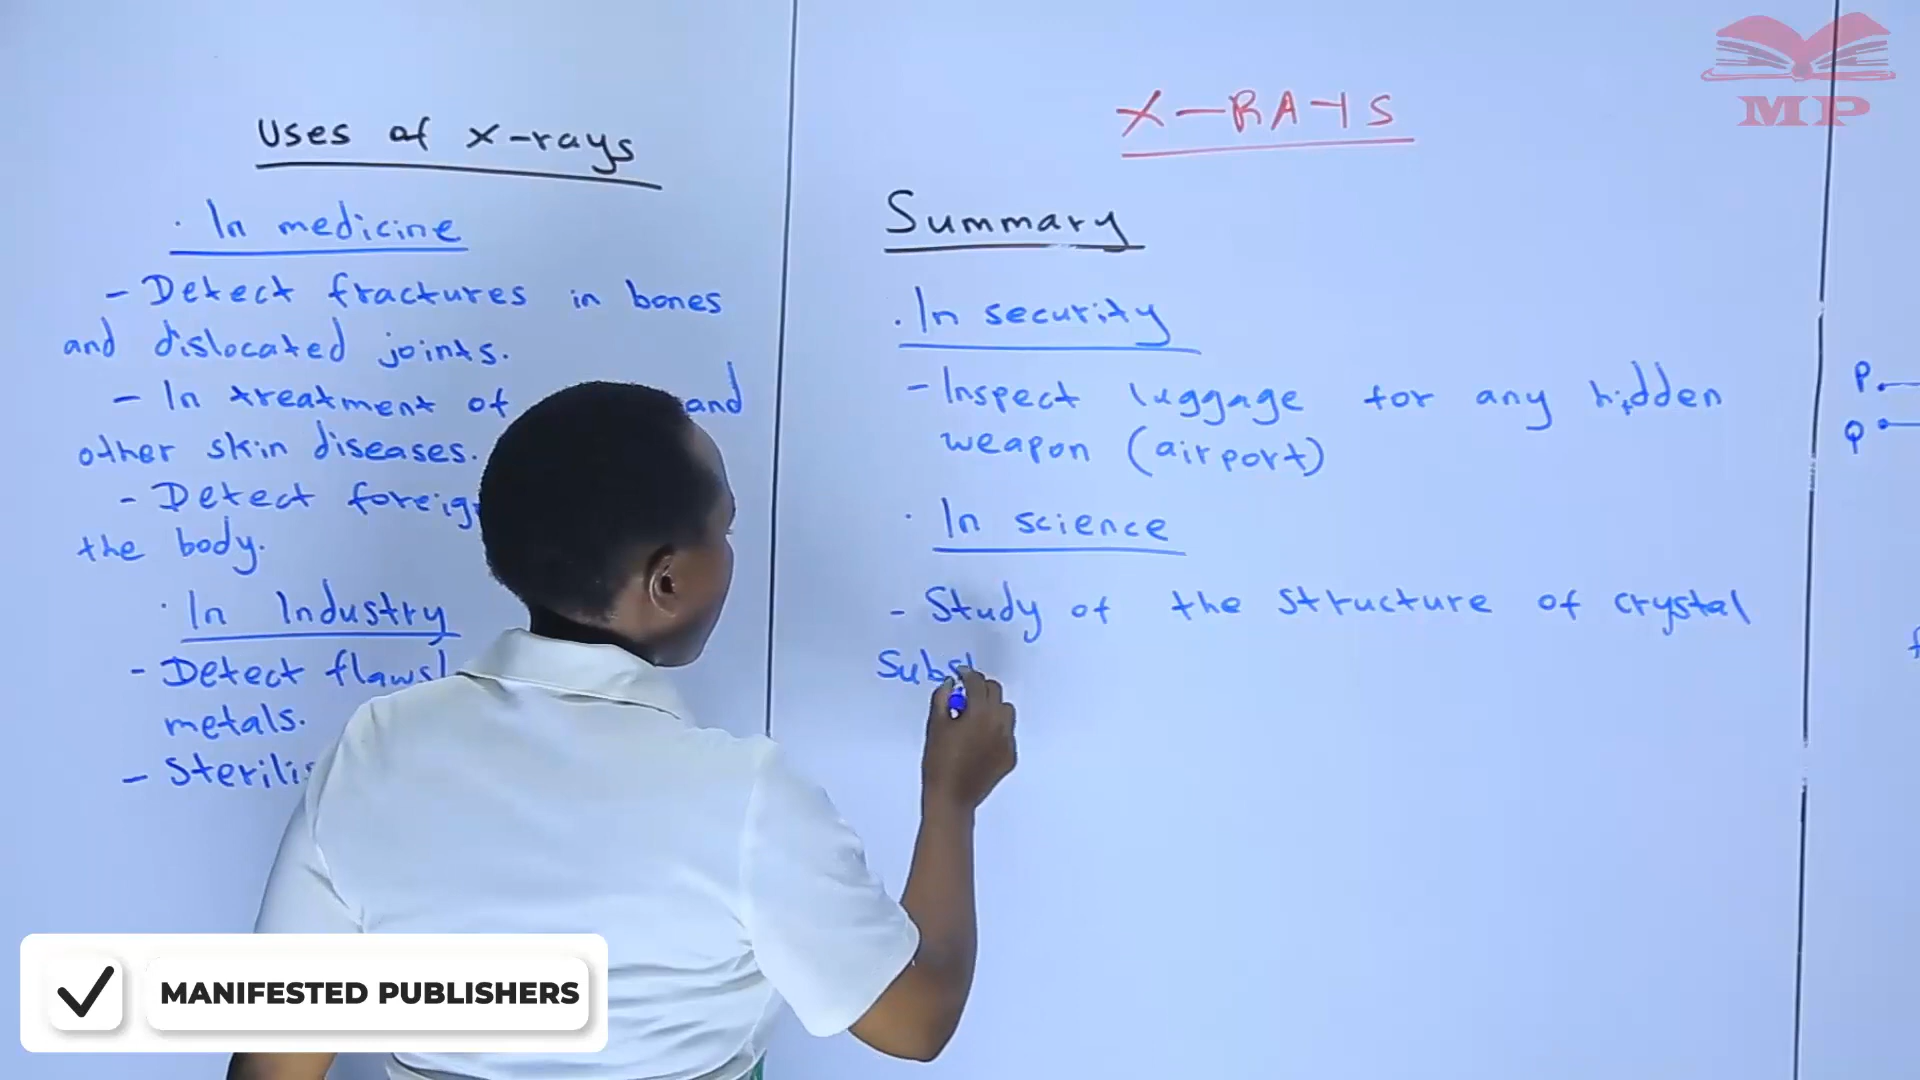 Uses of X-rays
. In medicine
- Detect fractures in bones
and dislocated joints.
- In treatment of and
other skin diseases.
- Detect
the body.
. In Industry
- Detect flaws
metals.
-
X-RAYS
Summary
. In security
- Inspect luggage for any hidden
weapon (airport)
. In science
- Study of the structure of crystal
Subst
P
Q
MP
MANIFESTED PUBLISHERS